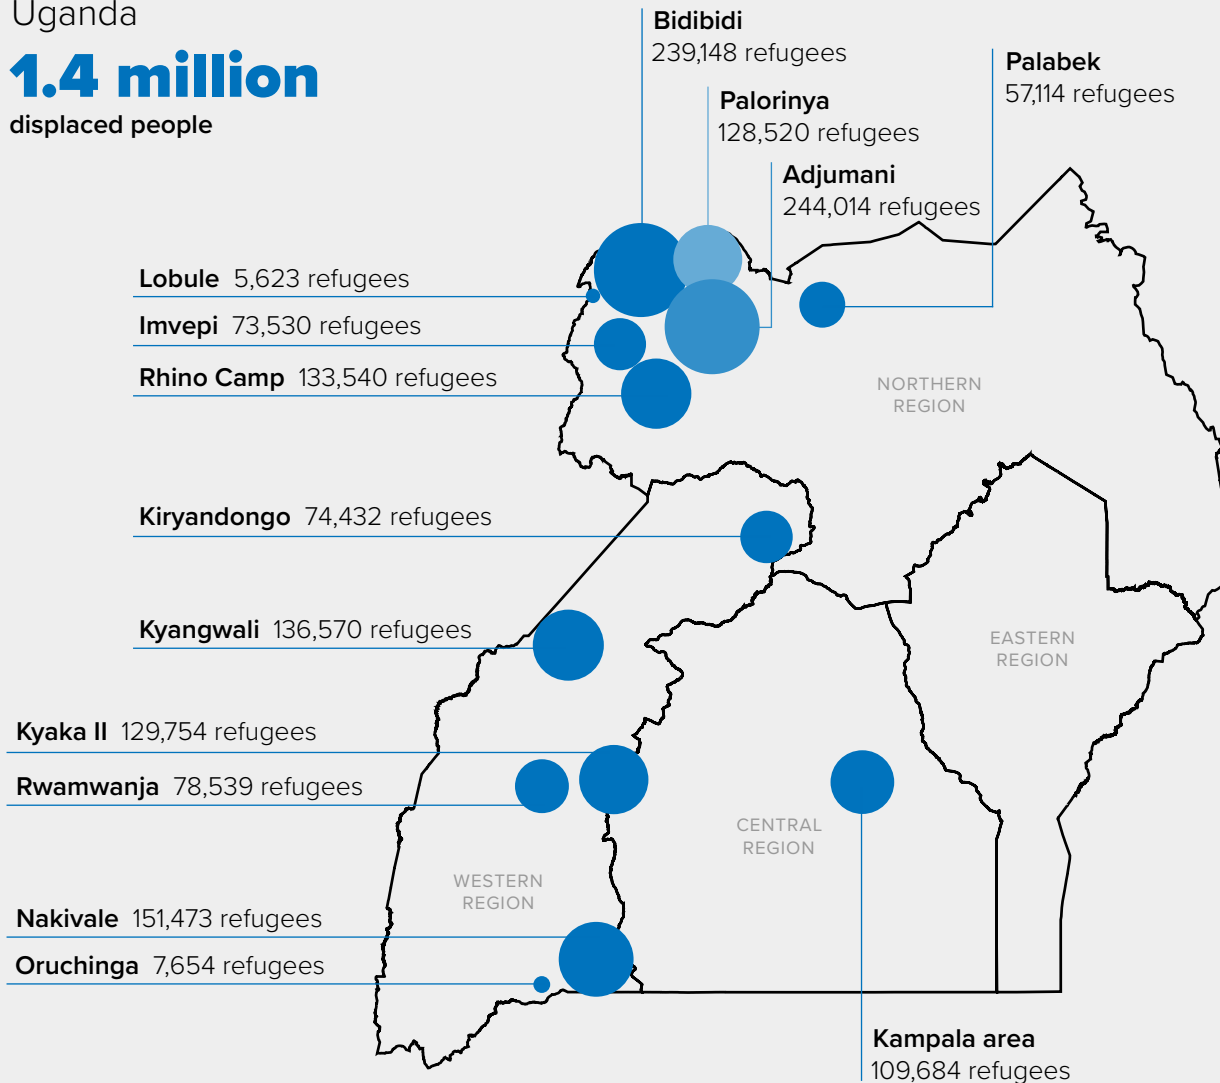 Uganda
1.4 million
displaced people
Bidibidi
239,148 refugees
Palorinya
128,520 refugees
Adjumani
244,014 refugees
Palabek
57,114 refugees
Lobule 5,623 refugees
Imvepi 73,530 refugees
Rhino Camp 133,540 refugees
NORTHERN
REGION
Kiryandongo 74,432 refugees
Kyangwali 136,570 refugees
EASTERN
REGION
Kyaka II 129,754 refugees
Rwamwanja 78,539 refugees
CENTRAL
REGION
WESTERN
REGION
Nakivale 151,473 refugees
Oruchinga 7,654 refugees
Kampala area
109,684 refugees